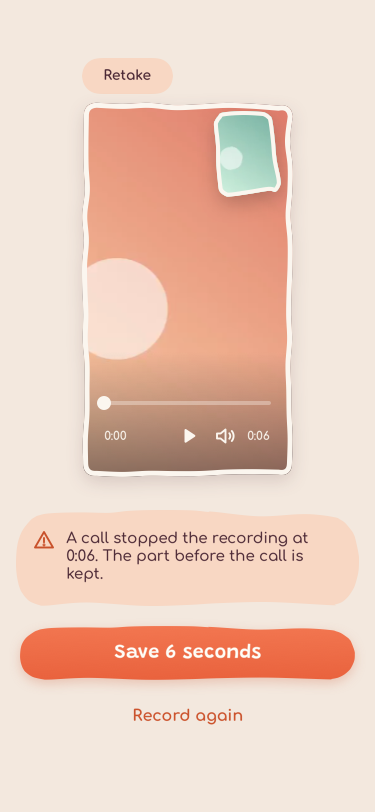 Retake
0:00
0:06
A call stopped the recording at
0:06. The part before the call is
kept.
Save 6 seconds
Record again